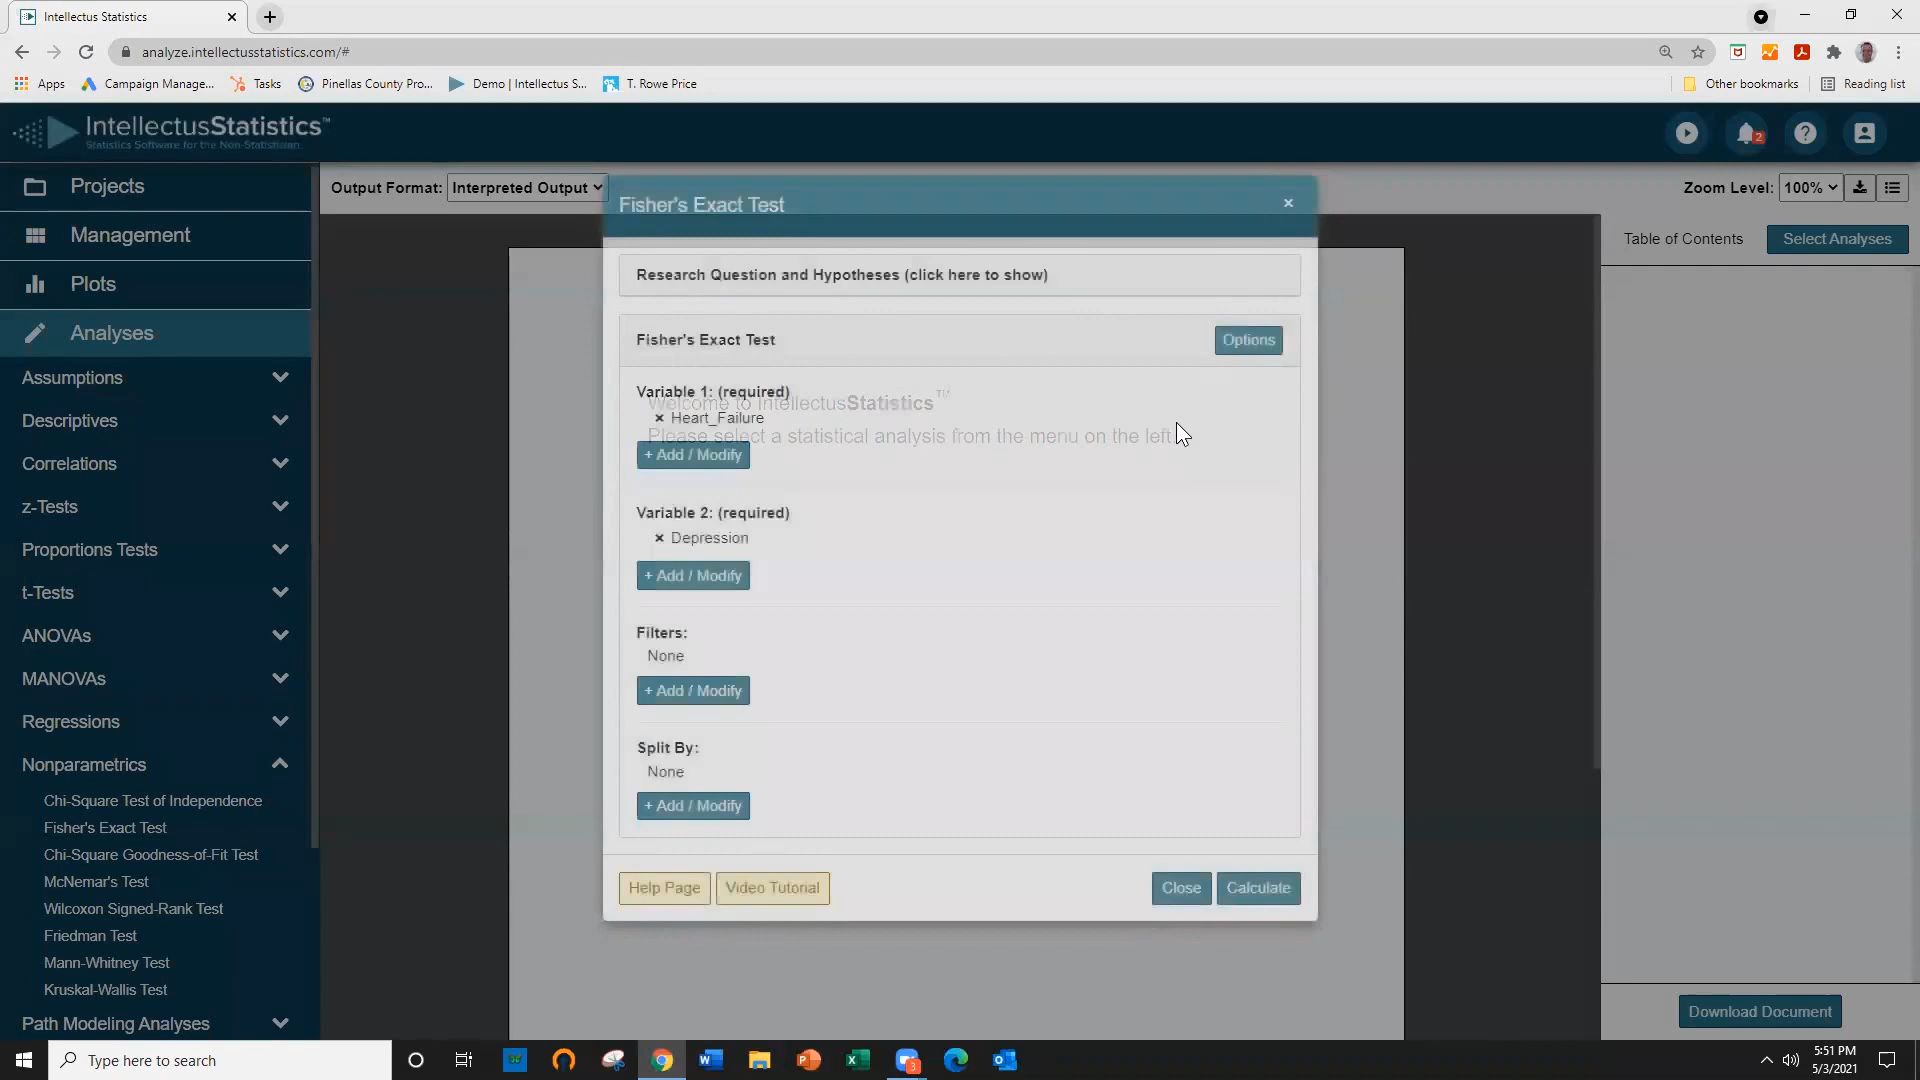 Intellectus Statistics
analyze.intellectusstatistics.com/#
Apps
Campaign Manage...
Tasks
Pinellas County Pro...
Demo | Intellectus S...
T. Rowe Price
Other bookmarks
Reading list
IntellectusStatistics™
Statistics Software for the Non-Statistician
2
Projects
Management
Plots
Analyses
Assumptions
Descriptives
Correlations
z-Tests
Proportions Tests
t-Tests
ANOVAs
MANOVAs
Regressions
Nonparametrics
Chi-Square Test of Independence
Fisher's Exact Test
Chi-Square Goodness-of-Fit Test
McNemar's Test
Wilcoxon Signed-Rank Test
Friedman Test
Mann-Whitney Test
Kruskal-Wallis Test
Path Modeling Analyses
Output Format: Interpreted Output
Zoom Level: 100%
Fisher's Exact Test
×
Research Question and Hypotheses (click here to show)
Fisher's Exact Test
Options
Variable 1: (required)
Welcome to IntellectusStatistics™
× Heart_Failure
Please select a statistical analysis from the menu on the left.
+ Add / Modify
Variable 2: (required)
× Depression
+ Add / Modify
Filters:
None
+ Add / Modify
Split By:
None
+ Add / Modify
Help Page
Video Tutorial
Close
Calculate
Table of Contents
Select Analyses
Download Document
Type here to search
3
5:51 PM
5/3/2021